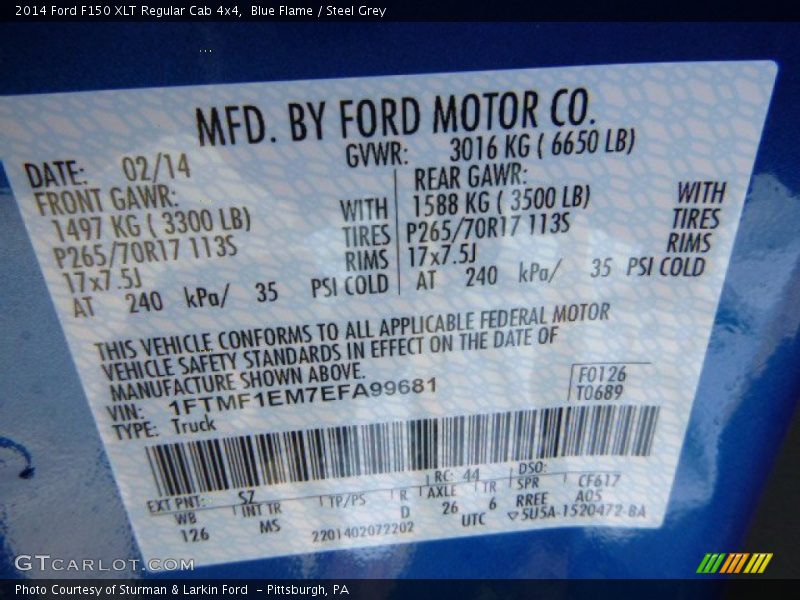 2014 Ford F150 XLT Regular Cab 4x4, Blue Flame / Steel Grey
MFD. BY FORD MOTOR CO.
DATE: 02/14 GVWR: 3016 KG ( 6650 LB)
FRONT GAWR: REAR GAWR:
1497 KG ( 3300 LB) WITH 1588 KG ( 3500 LB) WITH
P265/70R17 113S TIRES P265/70R17 113S TIRES
17x7.5J RIMS 17x7.5J RIMS
AT 240 kPa/ 35 PSI COLD AT 240 kPa/ 35 PSI COLD
THIS VEHICLE CONFORMS TO ALL APPLICABLE FEDERAL MOTOR
VEHICLE SAFETY STANDARDS IN EFFECT ON THE DATE OF
MANUFACTURE SHOWN ABOVE.
VIN: 1FTMF1EM7EFA99681 F0126
TYPE: Truck T0689
EXT PNT: SZ RC: 44 DSO:
WB INT TR TP/PS R AXLE TR SPR CF617
126 MS D 26 6 RREE A05
2201402072202 UTC ▽5U5A-1520472-BA
GTCARLOT.COM
Photo Courtesy of Sturman & Larkin Ford - Pittsburgh, PA